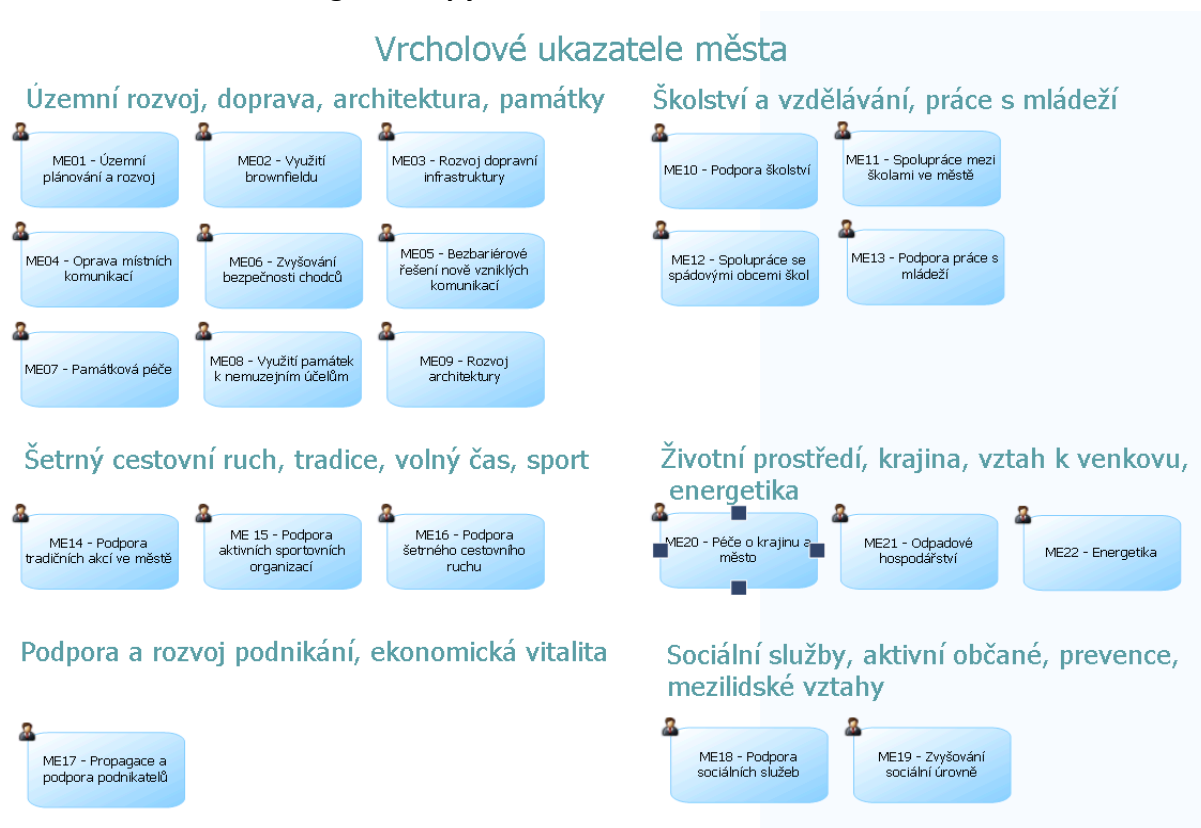 Vrcholové ukazatele města
Územní rozvoj, doprava, architektura, památky
ME01 - Územní
plánování a rozvoj
ME02 - Využití
brownfieldu
ME03 - Rozvoj dopravní
infrastruktury
ME04 - Oprava místních
komunikací
ME06 - Zvyšování
bezpečnosti chodců
ME05 - Bezbariérové
řešení nově vzniklých
komunikací
ME07 - Památková péče
ME08 - Využití památek
k nemuzejním účelům
ME09 - Rozvoj
architektury
Školství a vzdělávání, práce s mládeží
ME10 - Podpora školství
ME11 - Spolupráce mezi
školami ve městě
ME12 - Spolupráce se
spádovými obcemi škol
ME13 - Podpora práce s
mládeží
Šetrný cestovní ruch, tradice, volný čas, sport
ME14 - Podpora
tradičních akcí ve městě
ME 15 - Podpora
aktivních sportovních
organizací
ME16 - Podpora
šetrného cestovního
ruchu
Životní prostředí, krajina, vztah k venkovu,
energetika
ME20 - Péče o krajinu a
město
ME21 - Odpadové
hospodářství
ME22 - Energetika
Podpora a rozvoj podnikání, ekonomická vitalita
ME17 - Propagace a
podpora podnikatelů
Sociální služby, aktivní občané, prevence,
mezilidské vztahy
ME18 - Podpora
sociálních služeb
ME19 - Zvyšování
sociální úrovně